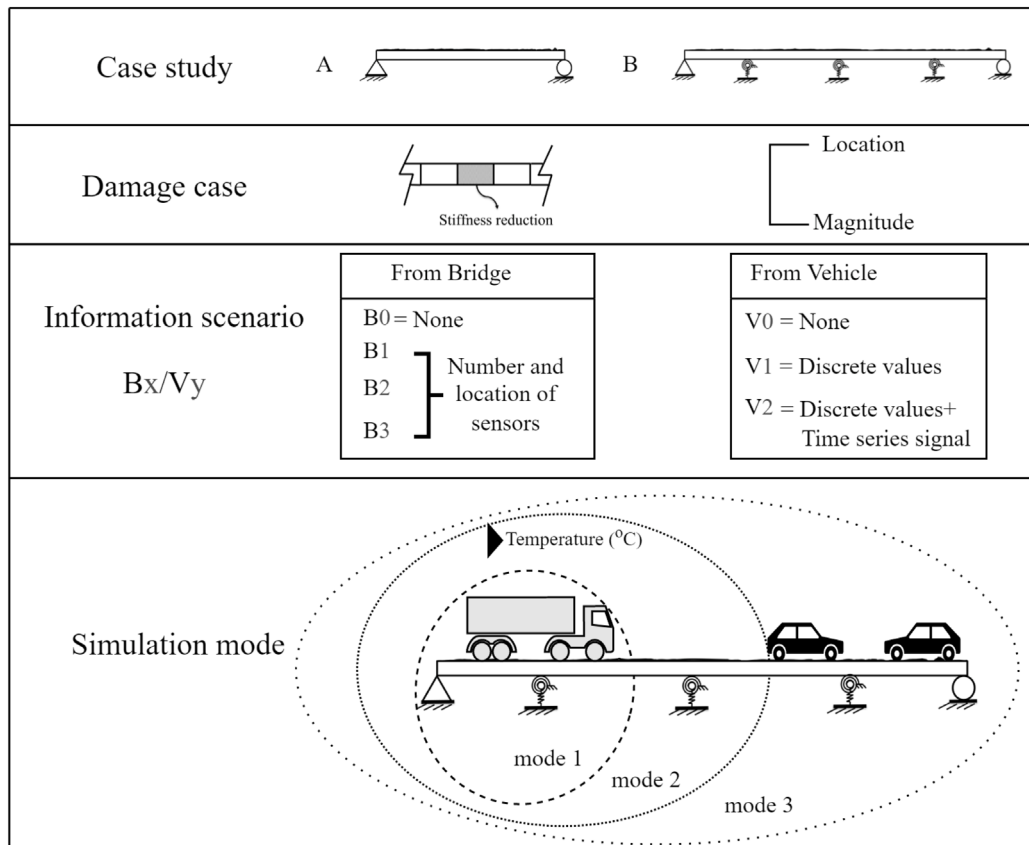 Case study
A
B
Damage case
Stiffness reduction
Location
Magnitude
Information scenario
Bx/Vy
From Bridge
B0 = None
B1
B2
B3
Number and
location of
sensors
From Vehicle
V0 = None
V1 = Discrete values
V2 = Discrete values+
Time series signal
Simulation mode
Temperature (°C)
mode 1
mode 2
mode 3